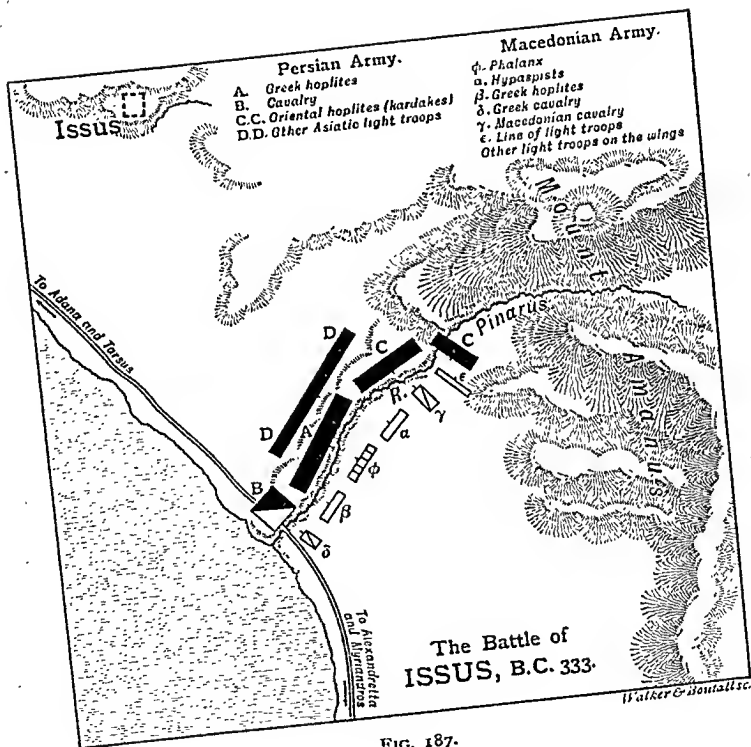 Persian Army.
A. Greek hoplites
B. Cavalry
C.C. Oriental hoplites (kardakes)
D.D. Other Asiatic light troops
Macedonian Army.
φ. Phalanx
α. Hypaspists
β. Greek hoplites
δ. Greek cavalry
γ. Macedonian cavalry
ε. Line of light troops
Other light troops on the wings
Issus
Mount
Amanus
To Adana and Tarsus
Pinarus
R.
D
C
C
D
A
B
ε
γ
α
φ
β
δ
To Alexandretta
and Myriandros
The Battle of
ISSUS, B.C. 333.
Walker & Boutall sc.
FIG. 187.